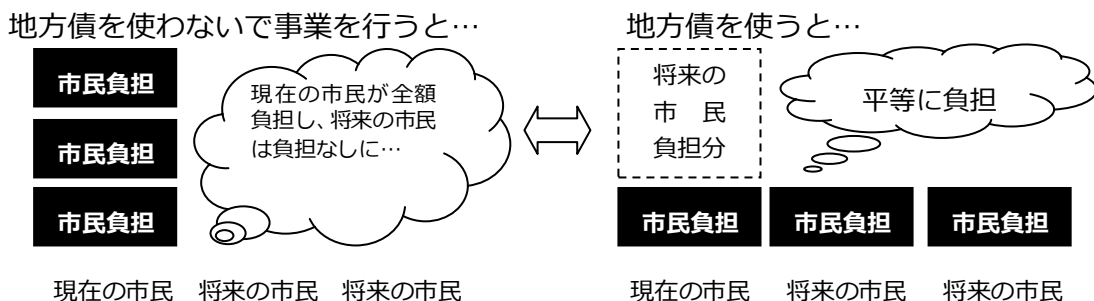 地方債を使わないで事業を行うと…
市民負担
市民負担
市民負担
現在の市民が全額
負担し、将来の市民
は負担なしに…
現在の市民 将来の市民 将来の市民
地方債を使うと…
将来の
市 民
負担分
平等に負担
市民負担 市民負担 市民負担
現在の市民 将来の市民 将来の市民